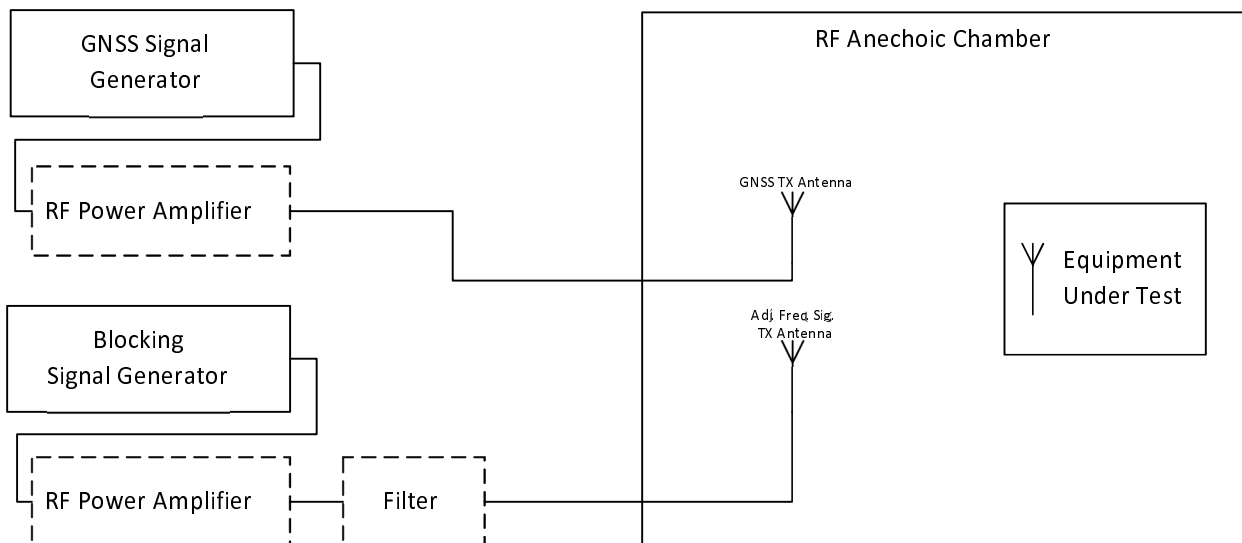 GNSS Signal
Generator
RF Anechoic Chamber
RF Power Amplifier
GNSS TX Antenna
Equipment
Under Test
Blocking
Signal Generator
Adj. Freq. Sig.
TX Antenna
RF Power Amplifier
Filter